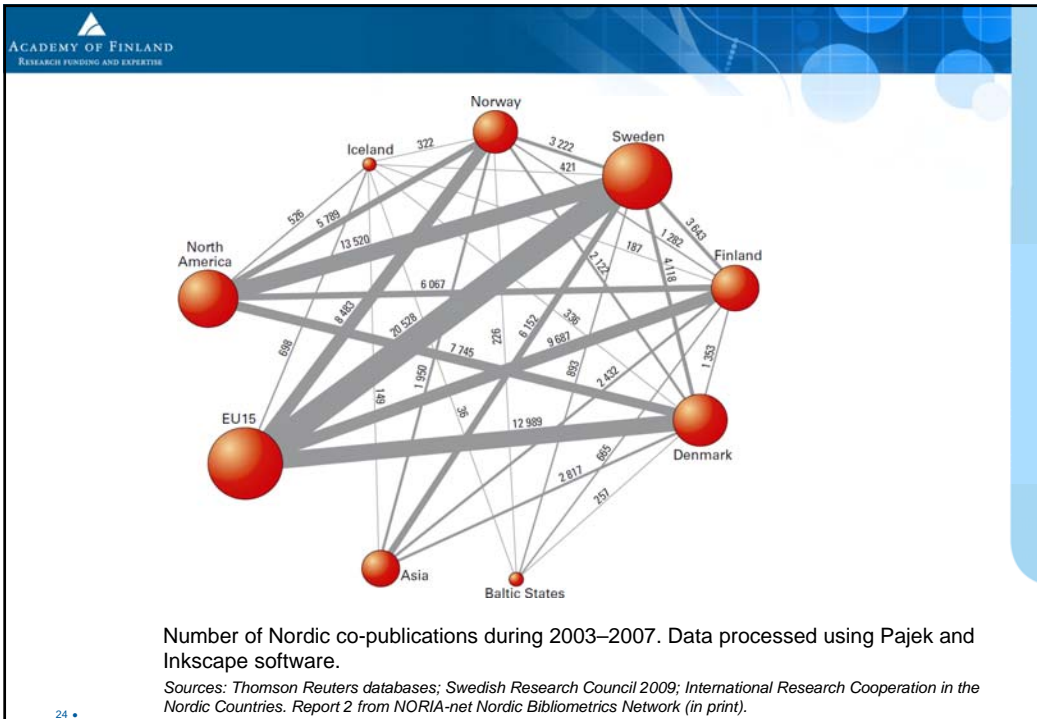 ACADEMY OF FINLAND
RESEARCH FUNDING AND EXPERTISE
Norway
Sweden
Iceland
322
3 222
421
526
5 789
3 643
13 520
187
1 282
North
America
Finland
2 122
4 118
6 067
8 483
20 528
226
6 152
336
9 687
7 745
698
1 950
893
2 432
1 353
149
36
EU15
12 989
Denmark
665
2 817
257
Asia
Baltic States
Number of Nordic co-publications during 2003–2007. Data processed using Pajek and
Inkscape software.
Sources: Thomson Reuters databases; Swedish Research Council 2009; International Research Cooperation in the
Nordic Countries. Report 2 from NORIA-net Nordic Bibliometrics Network (in print).
24 •